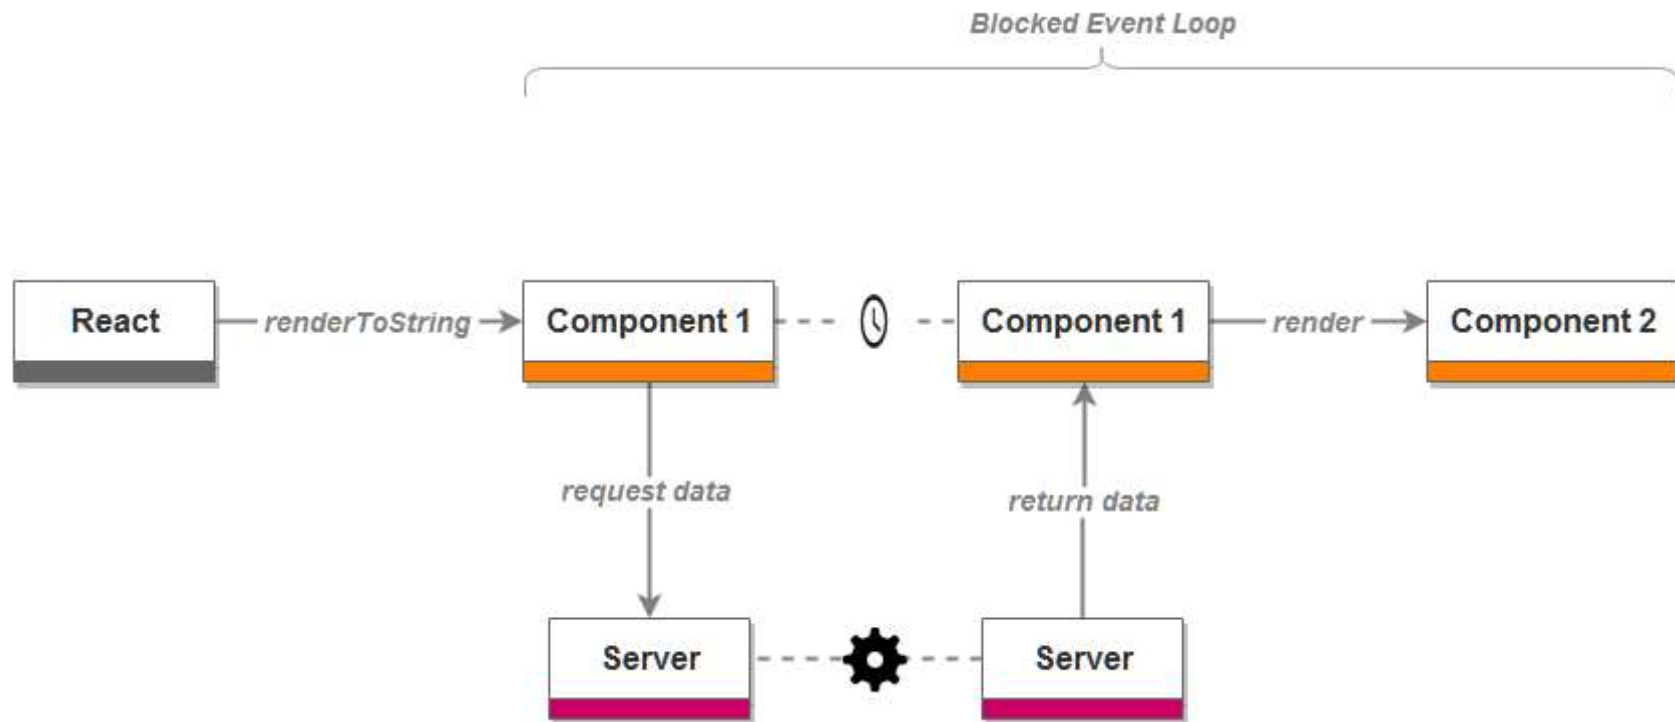 Blocked Event Loop
React
renderToString
Component 1
Component 1
render
Component 2
request data
return data
Server
Server